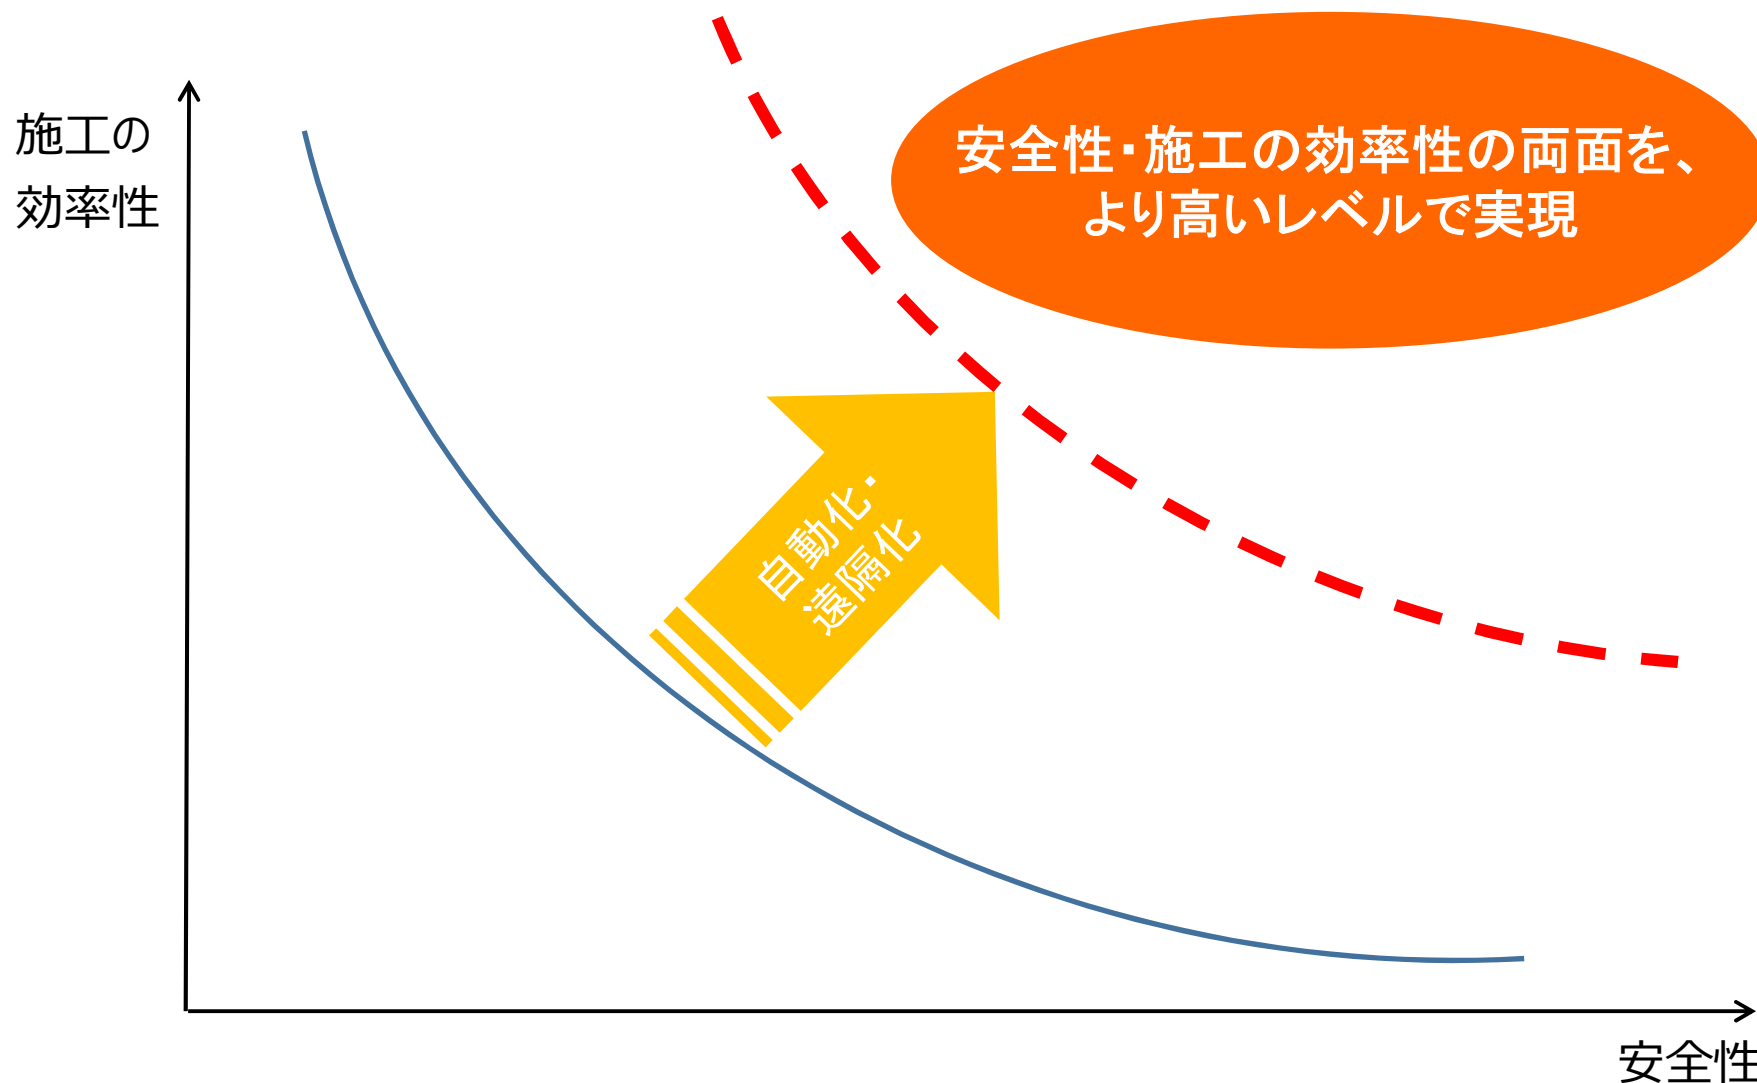 施工の
効率性
安全性・施工の効率性の両面を、
より高いレベルで実現
自動化・
遠隔化
安全性